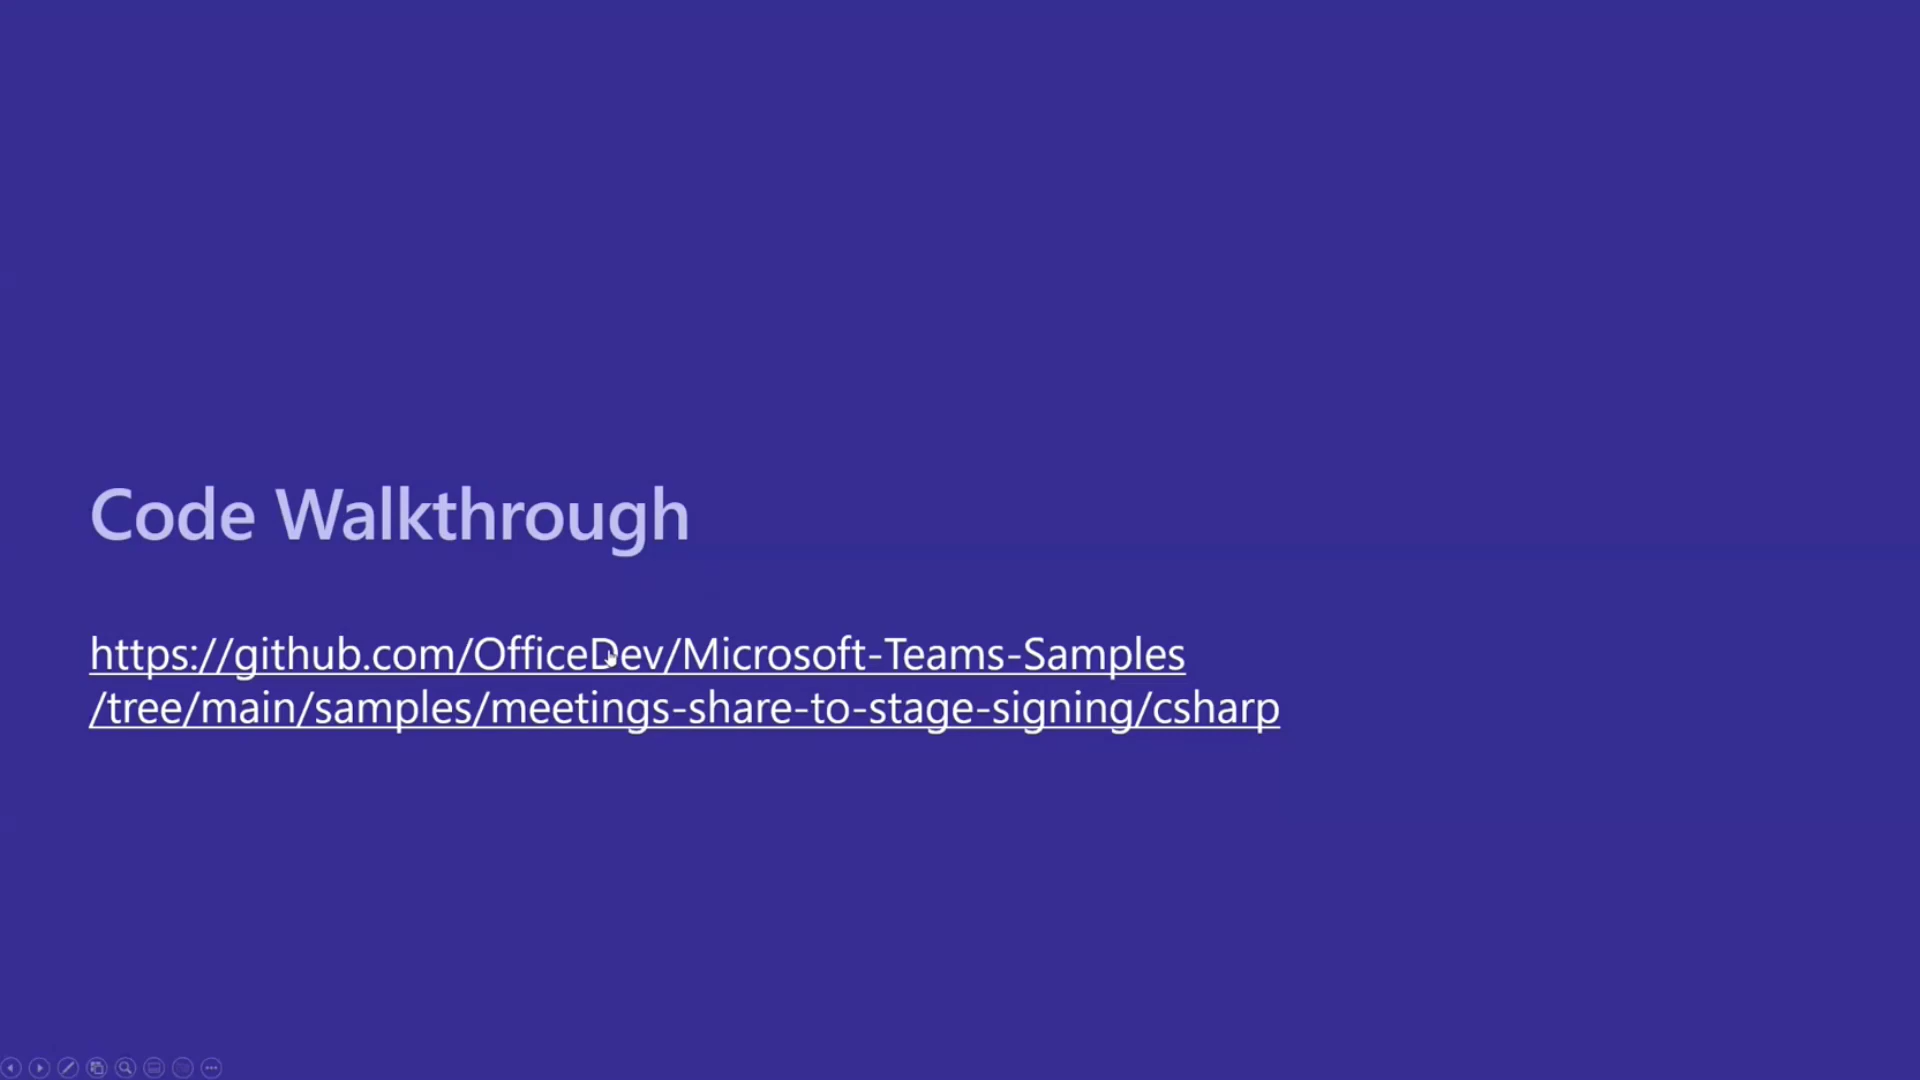 Code Walkthrough
https://github.com/OfficeDev/Microsoft-Teams-Samples
/tree/main/samples/meetings-share-to-stage-signing/csharp